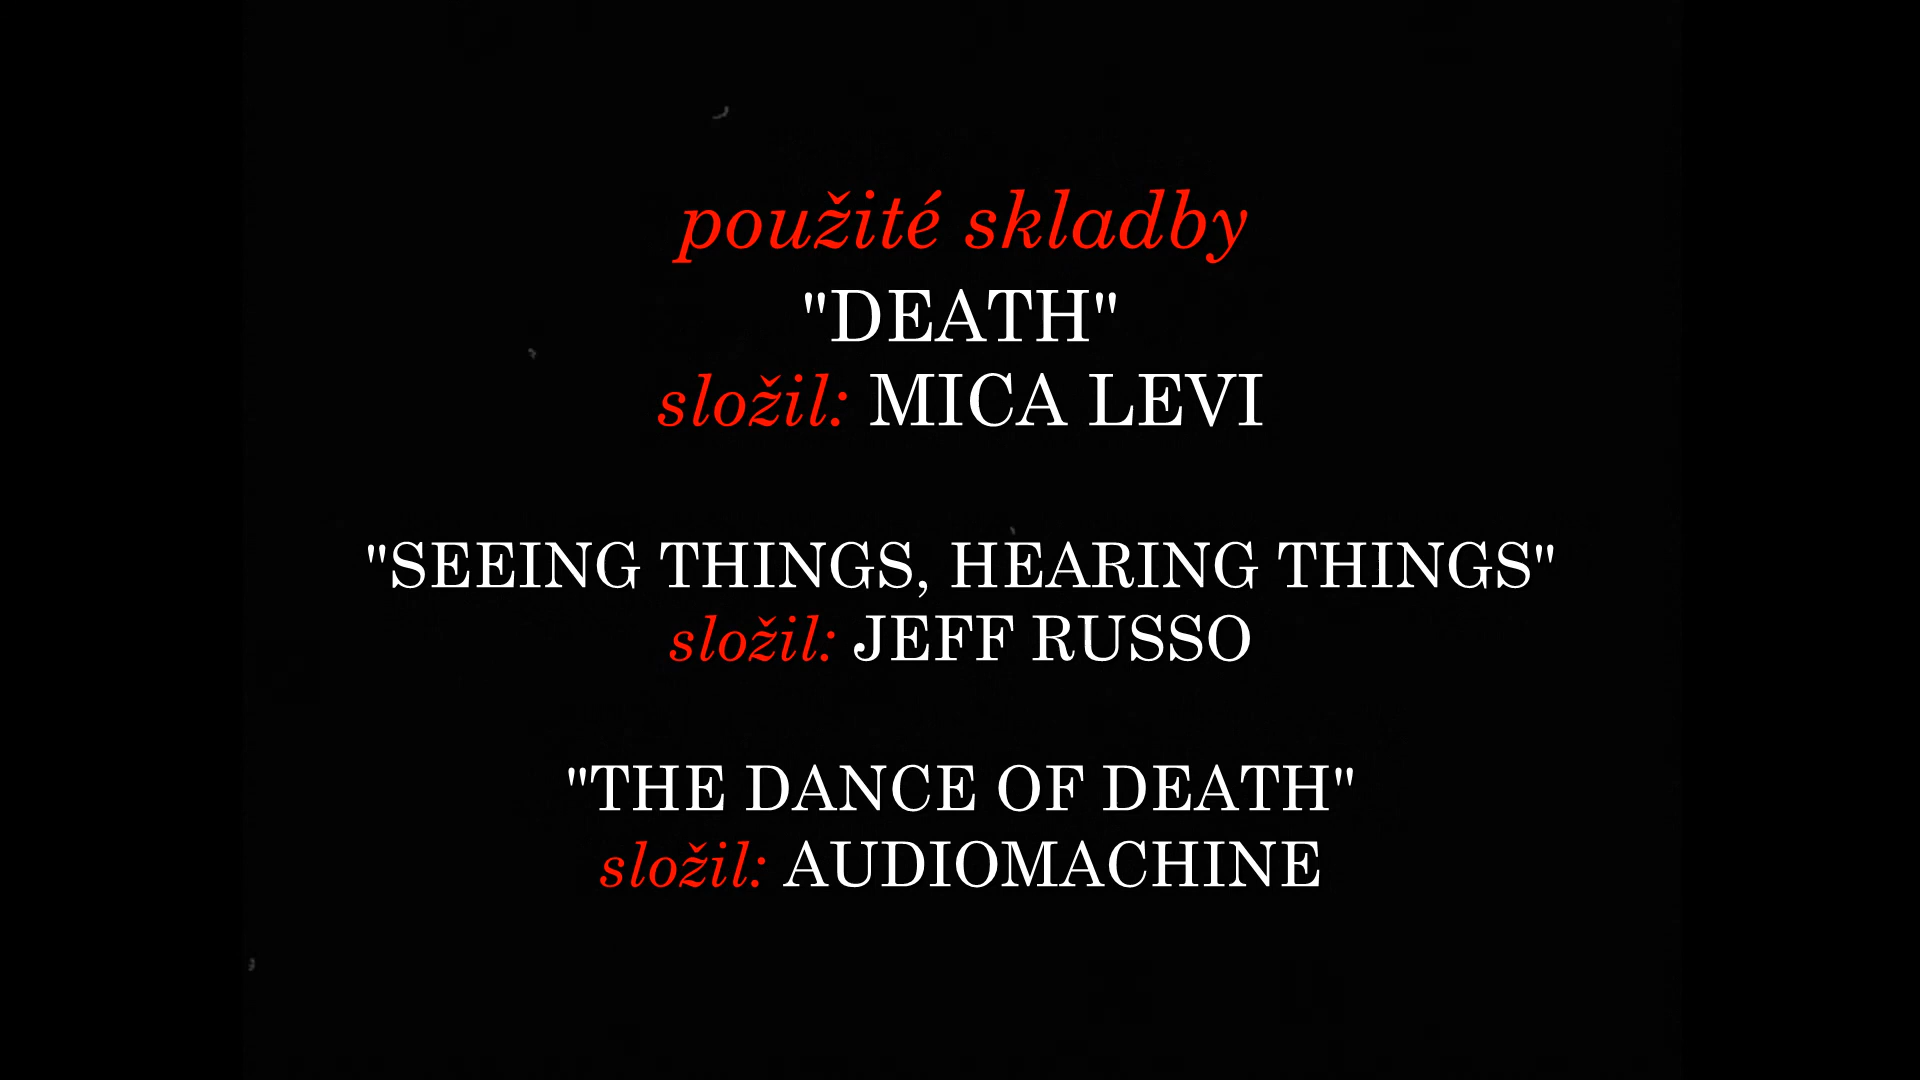 použité skladby
"DEATH"
složil: MICA LEVI
"SEEING THINGS, HEARING THINGS"
složil: JEFF RUSSO
"THE DANCE OF DEATH"
složil: AUDIOMACHINE